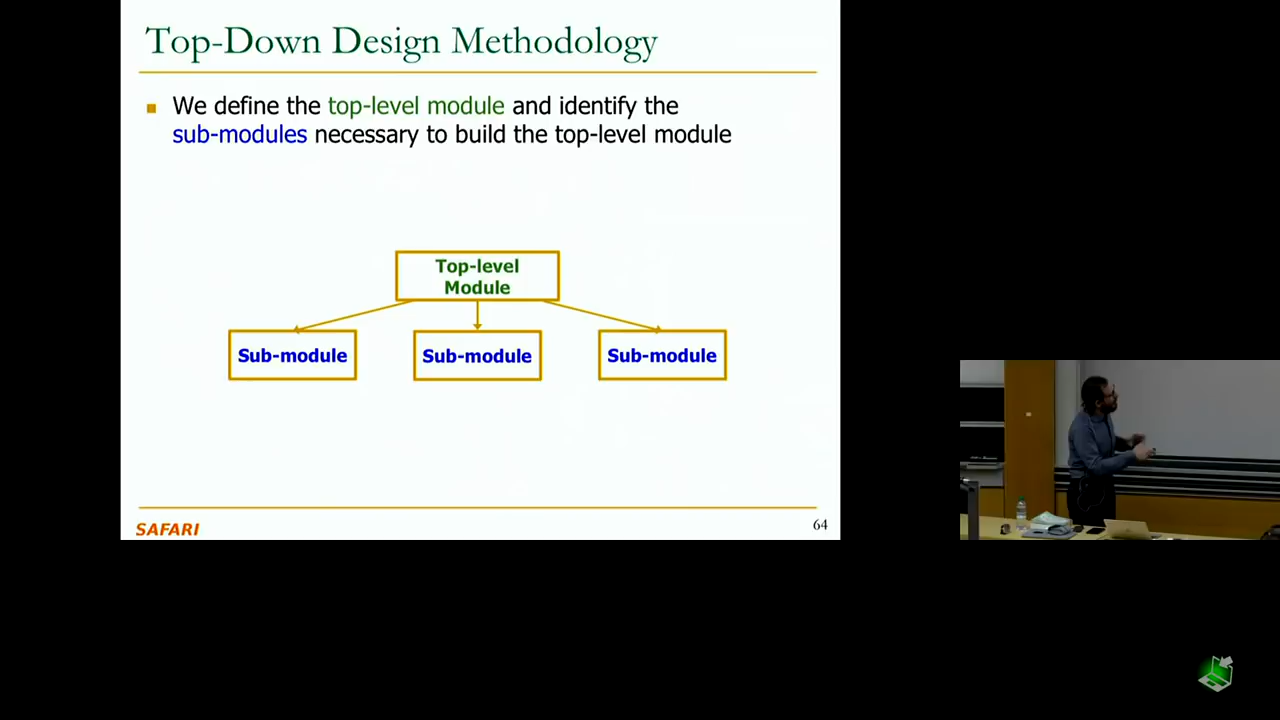 Top-Down Design Methodology
We define the top-level module and identify the
sub-modules necessary to build the top-level module
Top-level
Module
Sub-module
Sub-module
Sub-module
SAFARI
64